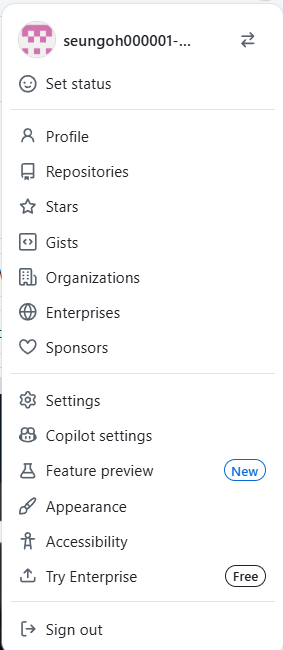 seungoh000001-...
Set status
Profile
Repositories
Stars
Gists
Organizations
Enterprises
Sponsors
Settings
Copilot settings
Feature preview New
Appearance
Accessibility
Try Enterprise Free
Sign out